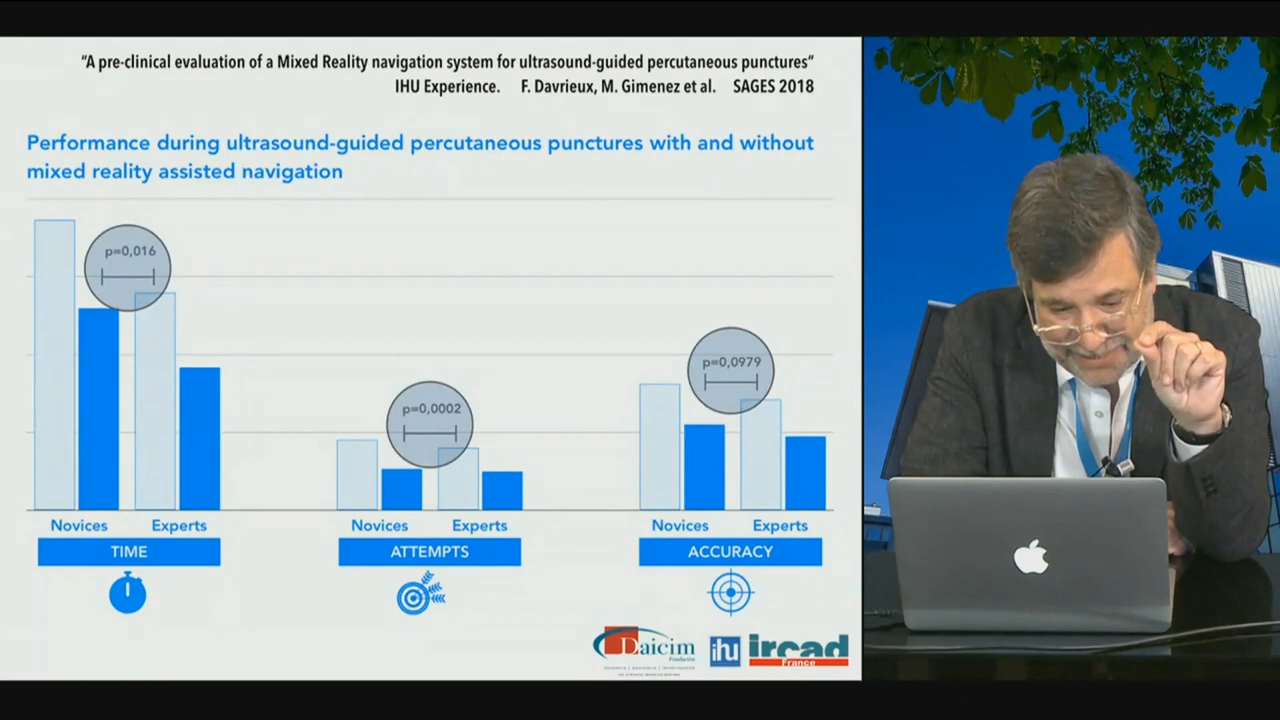 “A pre-clinical evaluation of a Mixed Reality navigation system for ultrasound-guided percutaneous punctures“
IHU Experience. F. Davrieux, M. Gimenez et al. SAGES 2018
Performance during ultrasound-guided percutaneous punctures with and without
mixed reality assisted navigation
p=0,016
p=0,0002
p=0,0979
Novices Experts
Novices Experts
Novices Experts
TIME
ATTEMPTS
ACCURACY
Daicim
Fundación
ihu
ircad
France